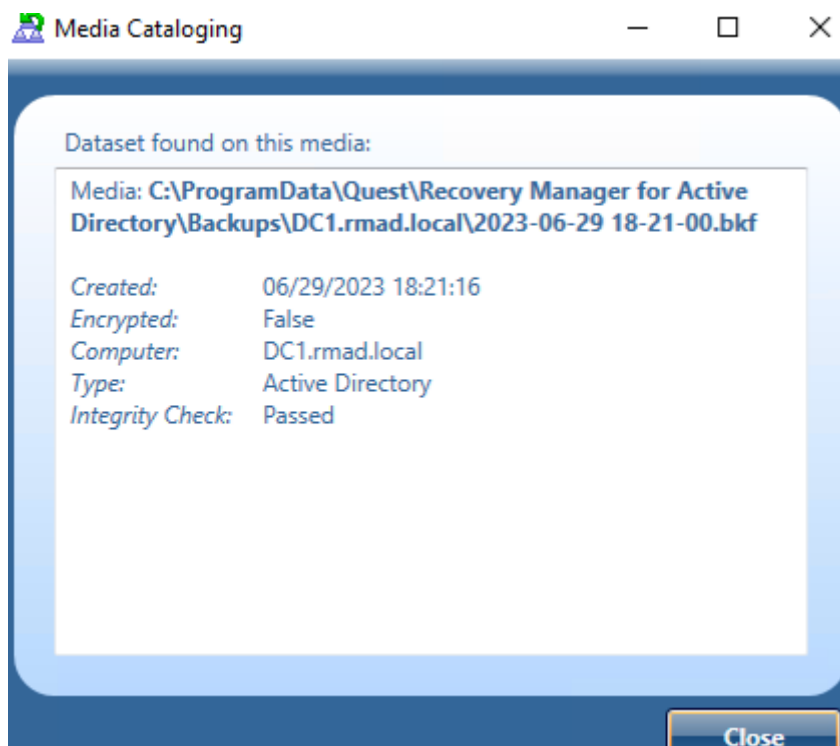 Media Cataloging
Dataset found on this media:
Media: C:\ProgramData\Quest\Recovery Manager for Active
Directory\Backups\DC1.rmad.local\2023-06-29 18-21-00.bkf
Created: 06/29/2023 18:21:16
Encrypted: False
Computer: DC1.rmad.local
Type: Active Directory
Integrity Check: Passed
Close